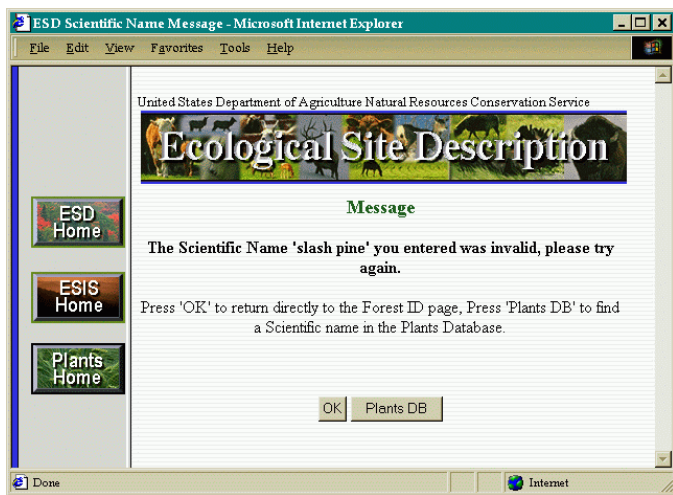 ESD Scientific Name Message - Microsoft Internet Explorer
File Edit View Favorites Tools Help
United States Department of Agriculture Natural Resources Conservation Service
Ecological Site Description
ESD
Home
ESIS
Home
Plants
Home
Message
The Scientific Name 'slash pine' you entered was invalid, please try
again.
Press 'OK' to return directly to the Forest ID page, Press 'Plants DB' to find
a Scientific name in the Plants Database.
OK Plants DB
Done Internet